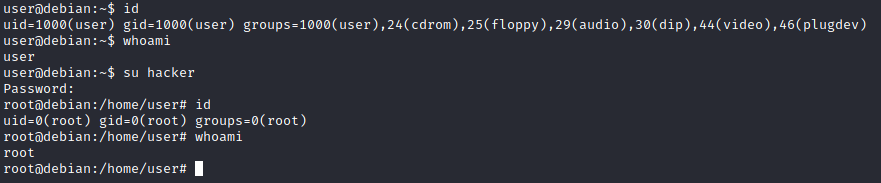 user@debian:~$ id
uid=1000(user) gid=1000(user) groups=1000(user),24(cdrom),25(floppy),29(audio),30(dip),44(video),46(plugdev)
user@debian:~$ whoami
user
user@debian:~$ su hacker
Password:
root@debian:/home/user# id
uid=0(root) gid=0(root) groups=0(root)
root@debian:/home/user# whoami
root
root@debian:/home/user#